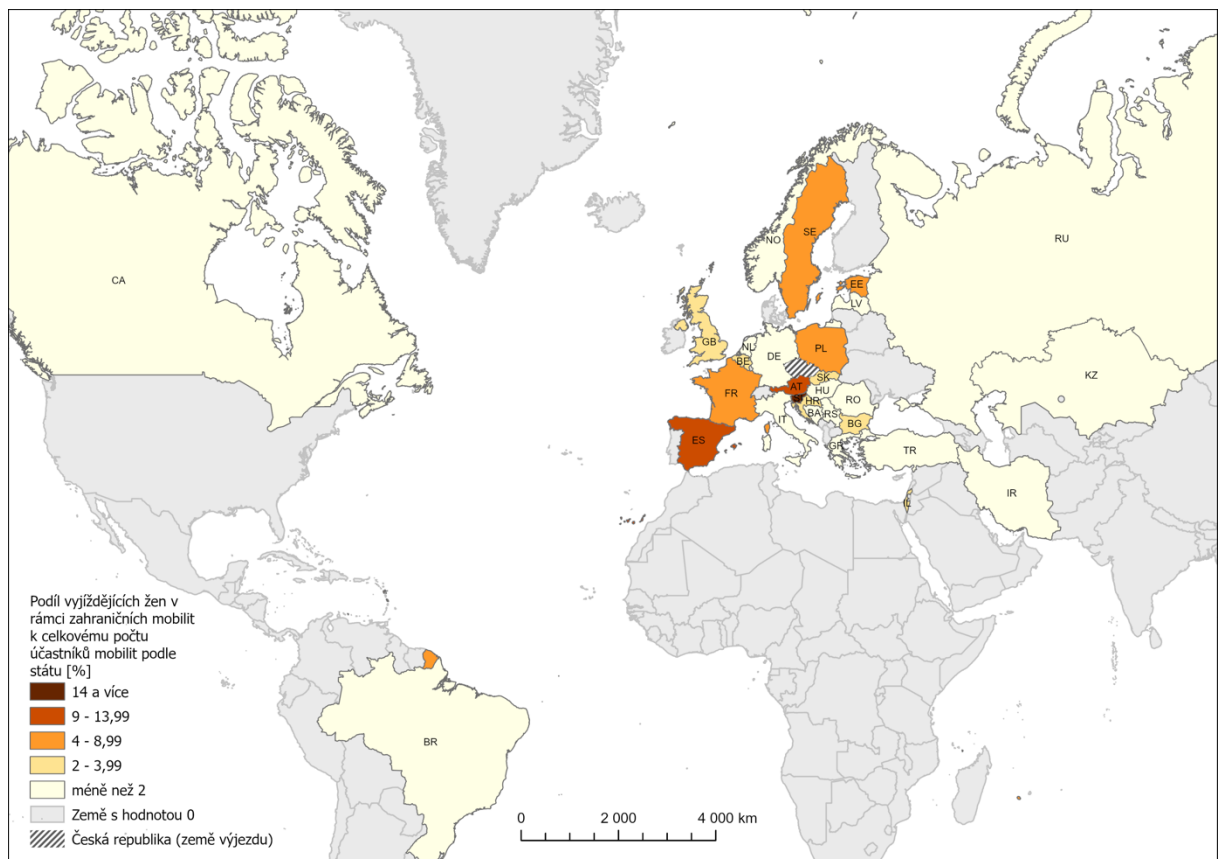 NO
SE
RU
CA
EE
LV
GB
NL
BE
DE
PL
KZ
SK
FR
AT
HU
SI
HR
RO
BA
RS
IT
BG
ES
GR
TR
IL
IR
BR
Podíl vyjíždějících žen v
rámci zahraničních mobilit
k celkovému počtu
účastníků mobilit podle
státu [%]
14 a více
9 - 13,99
4 - 8,99
2 - 3,99
méně než 2
Země s hodnotou 0
Česká republika (země výjezdu)
0 2 000 4 000 km